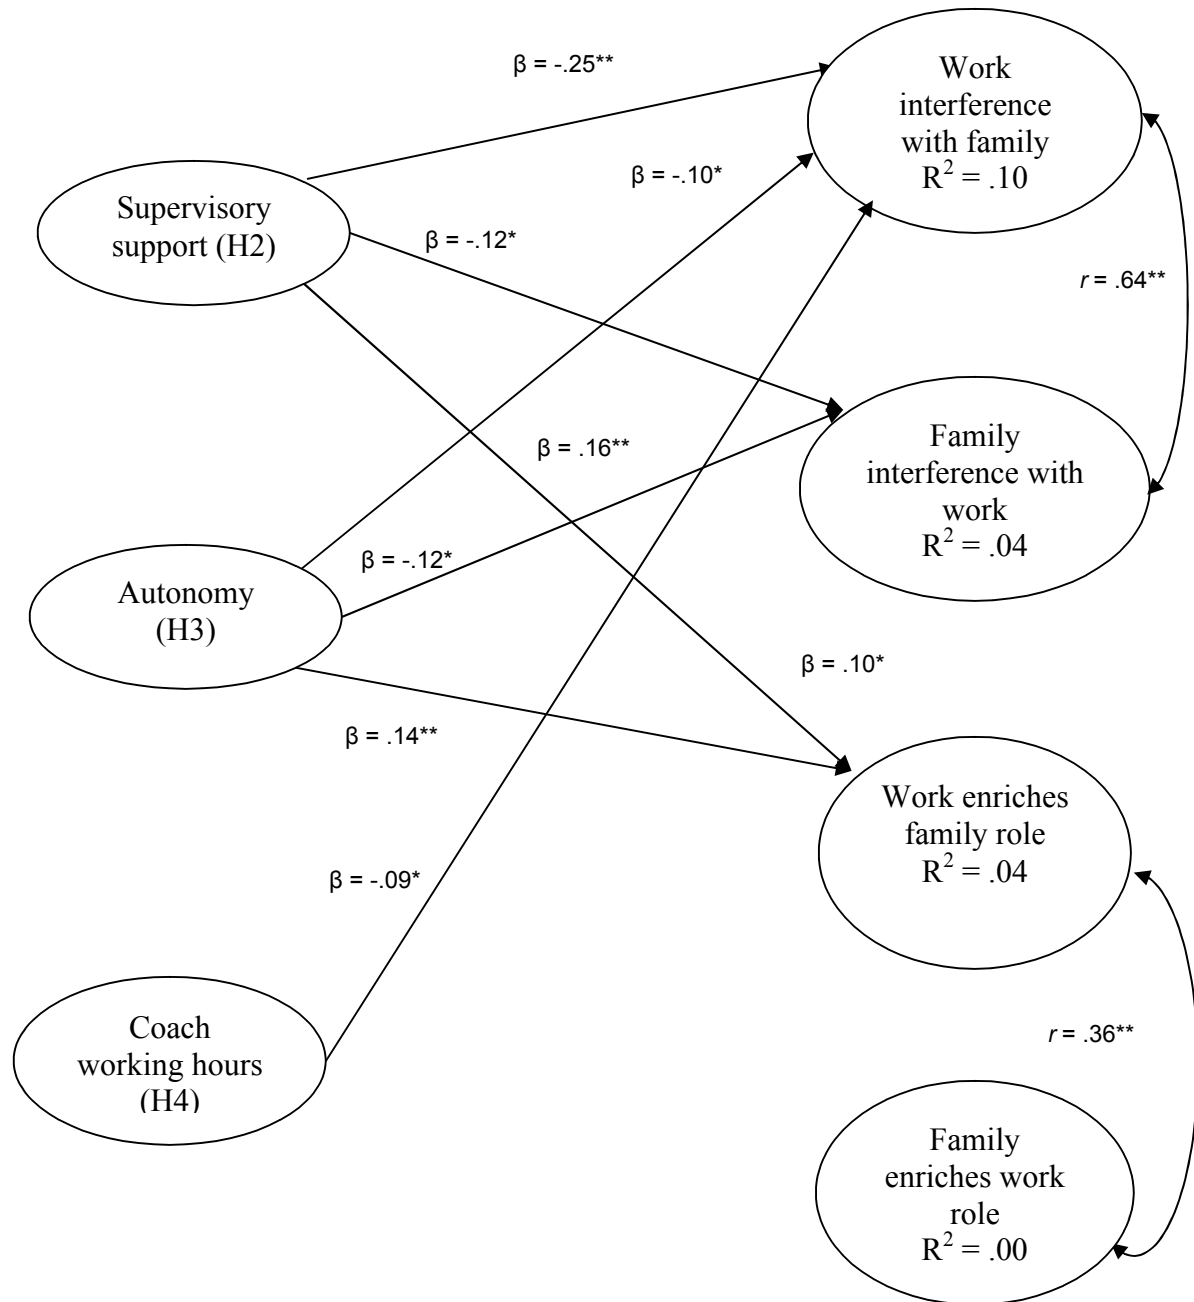 β = -.25**
Work
interference
with family
R² = .10
β = -.10*
Supervisory
support (H2)
β = -.12*
r = .64**
Family
interference with
work
R² = .04
β = .16**
β = -.12*
Autonomy
(H3)
β = .10*
β = .14**
Work enriches
family role
R² = .04
β = -.09*
Coach
working hours
(H4)
r = .36**
Family
enriches work
role
R² = .00